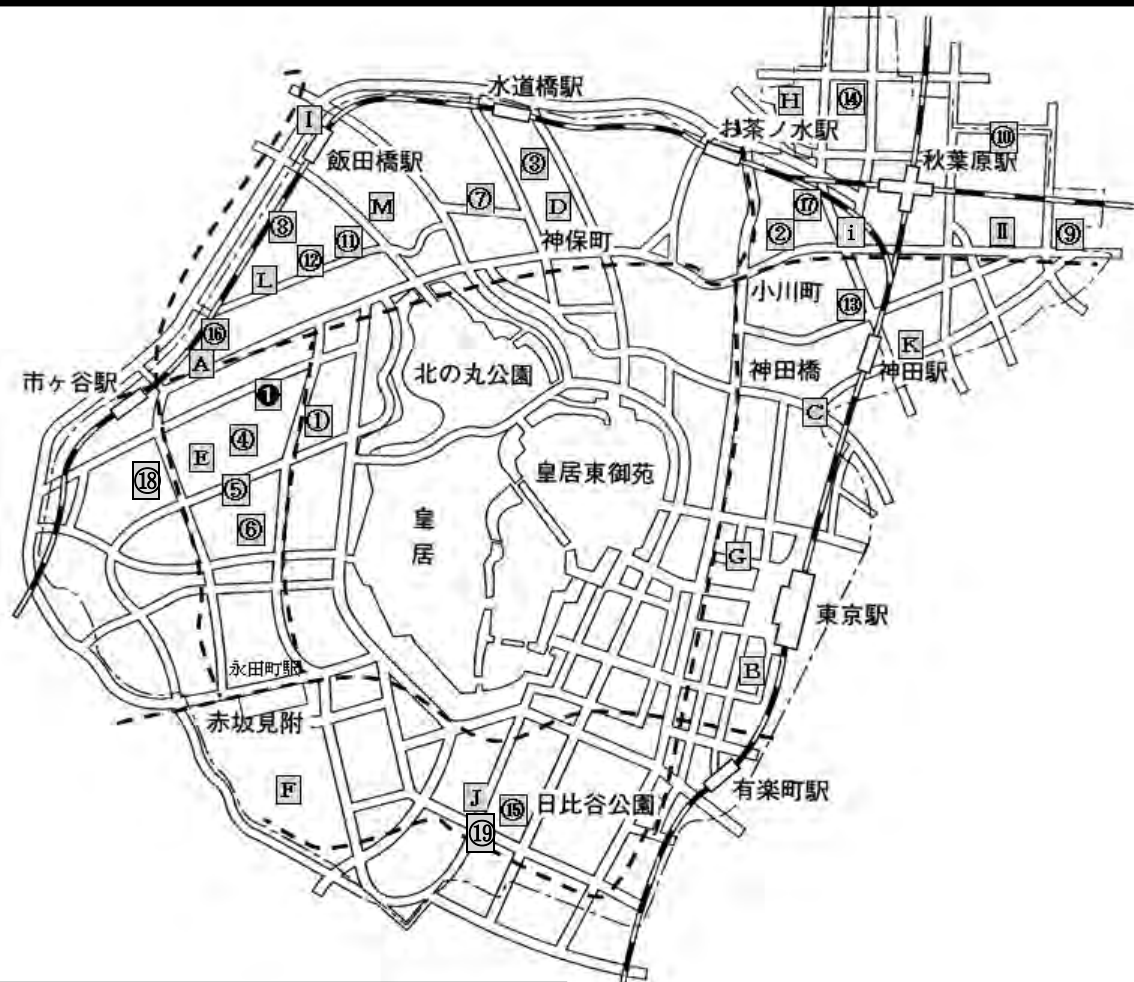 水道橋駅
H
⑭
I
お茶ノ水駅
⑩
飯田橋駅
③
秋葉原駅
M
⑦
D
⑰
⑧
⑪
神保町
②
i
Ⅱ
⑨
⑫
L
小川町
⑬
⑯
A
K
市ヶ谷駅
北の丸公園
神田橋
神田駅
❶
①
C
④
E
⑱
⑤
皇居東御苑
⑥
皇居
G
東京駅
永田町駅
B
赤坂見附
F
J
⑮
日比谷公園
有楽町駅
⑲